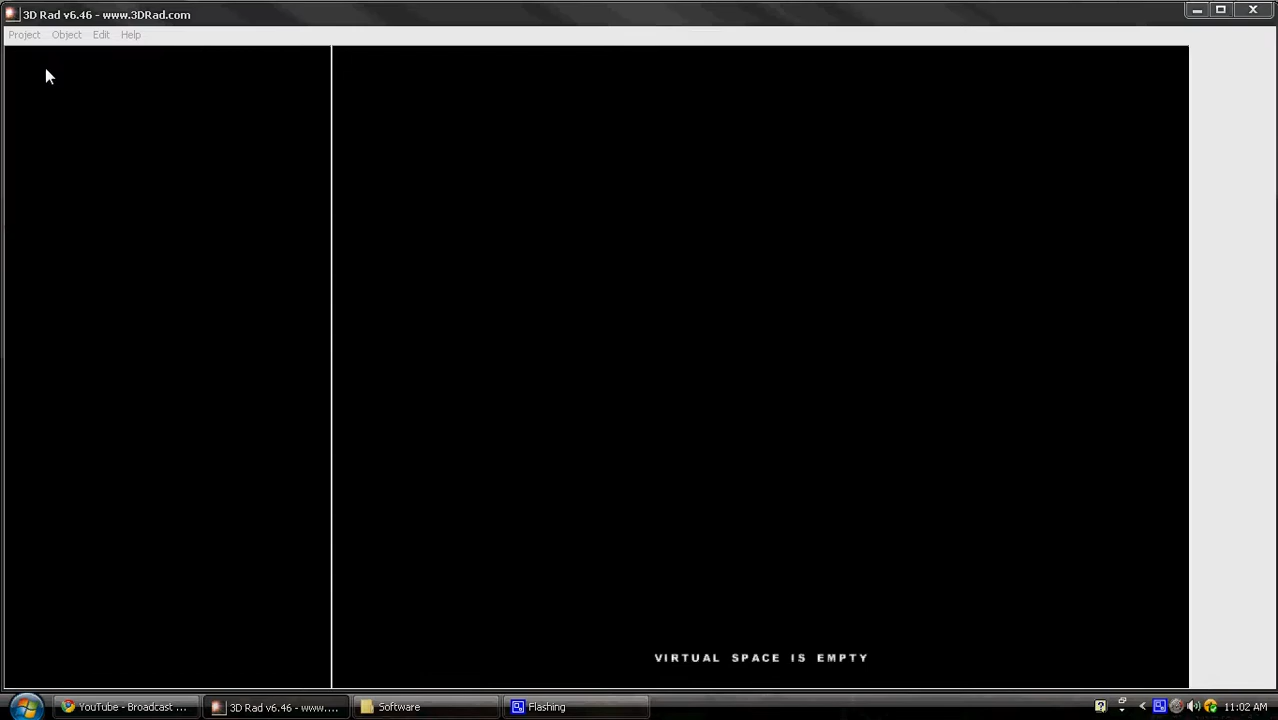 3D Rad v6.46 - www.3DRad.com
Project Object Edit Help
VIRTUAL SPACE IS EMPTY
YouTube - Broadcast ... 3D Rad v6.46 - www.... Software Flashing 11:02 AM